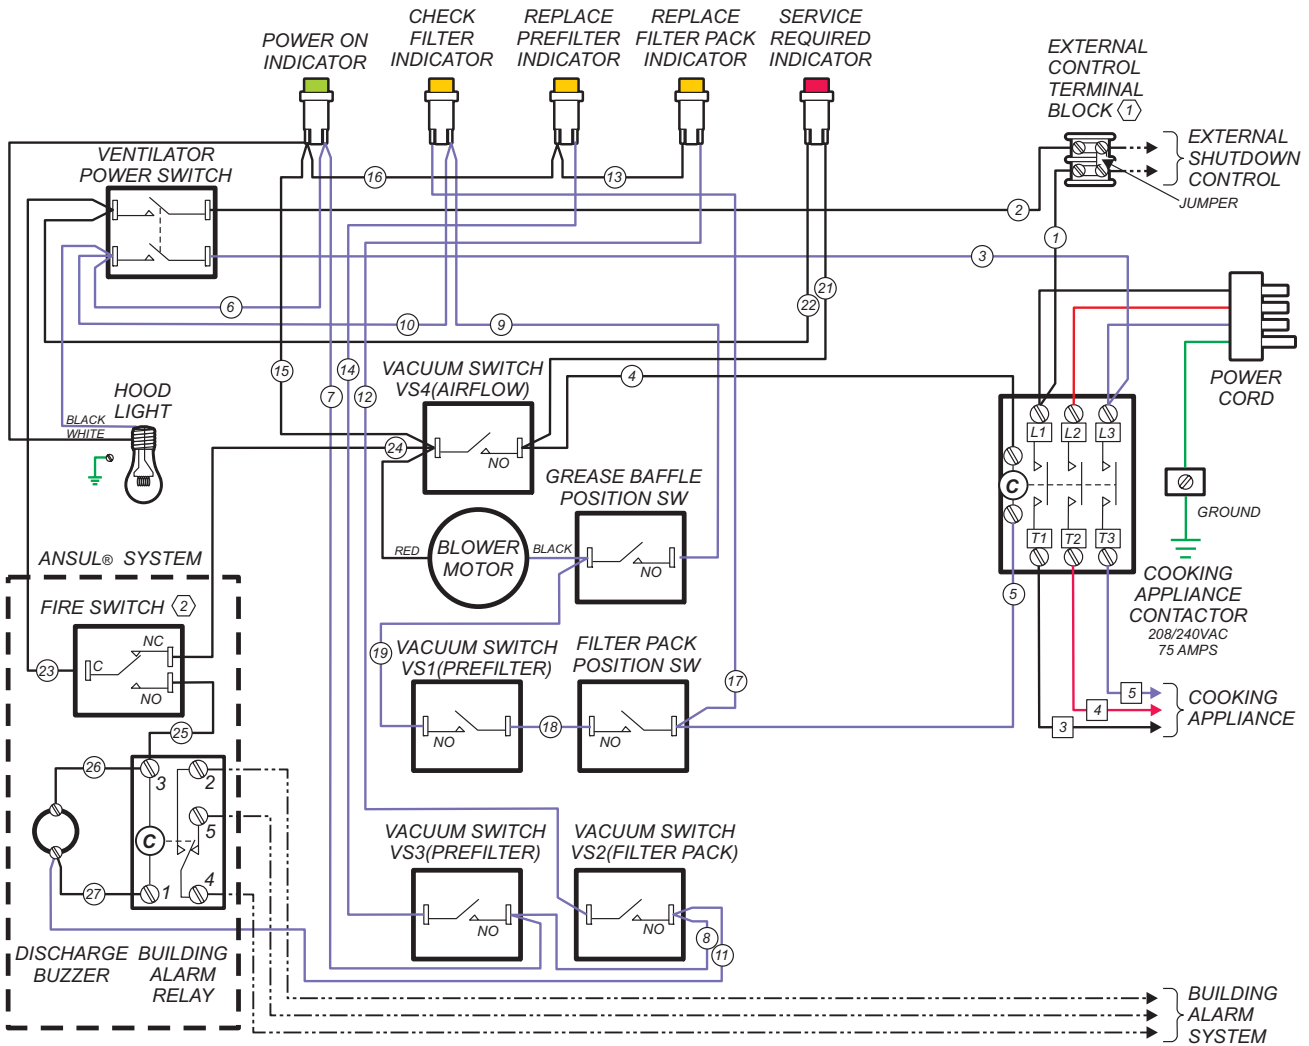 POWER ON
INDICATOR
CHECK
FILTER
INDICATOR
REPLACE
PREFILTER
INDICATOR
REPLACE
FILTER PACK
INDICATOR
SERVICE
REQUIRED
INDICATOR
EXTERNAL
CONTROL
TERMINAL
BLOCK 1
EXTERNAL
SHUTDOWN
CONTROL
JUMPER
VENTILATOR
POWER SWITCH
16
13
2
1
3
6
10
9
22
21
15
7
14
12
4
VACUUM SWITCH
VS4(AIRFLOW)
NO
24
HOOD
LIGHT
BLACK
WHITE
POWER
CORD
L1
L2
L3
C
T1
T2
T3
GROUND
COOKING
APPLIANCE
CONTACTOR
208/240VAC
75 AMPS
GREASE BAFFLE
POSITION SW
NO
RED
BLOWER
MOTOR
BLACK
ANSUL® SYSTEM
FIRE SWITCH 2
NC
C
NO
23
5
19
VACUUM SWITCH
VS1(PREFILTER)
NO
18
FILTER PACK
POSITION SW
NO
17
5
4
3
COOKING
APPLIANCE
25
26
3
2
5
C
27
1
4
DISCHARGE
BUZZER
BUILDING
ALARM
RELAY
VACUUM SWITCH
VS3(PREFILTER)
NO
VACUUM SWITCH
VS2(FILTER PACK)
NO
8
11
BUILDING
ALARM
SYSTEM